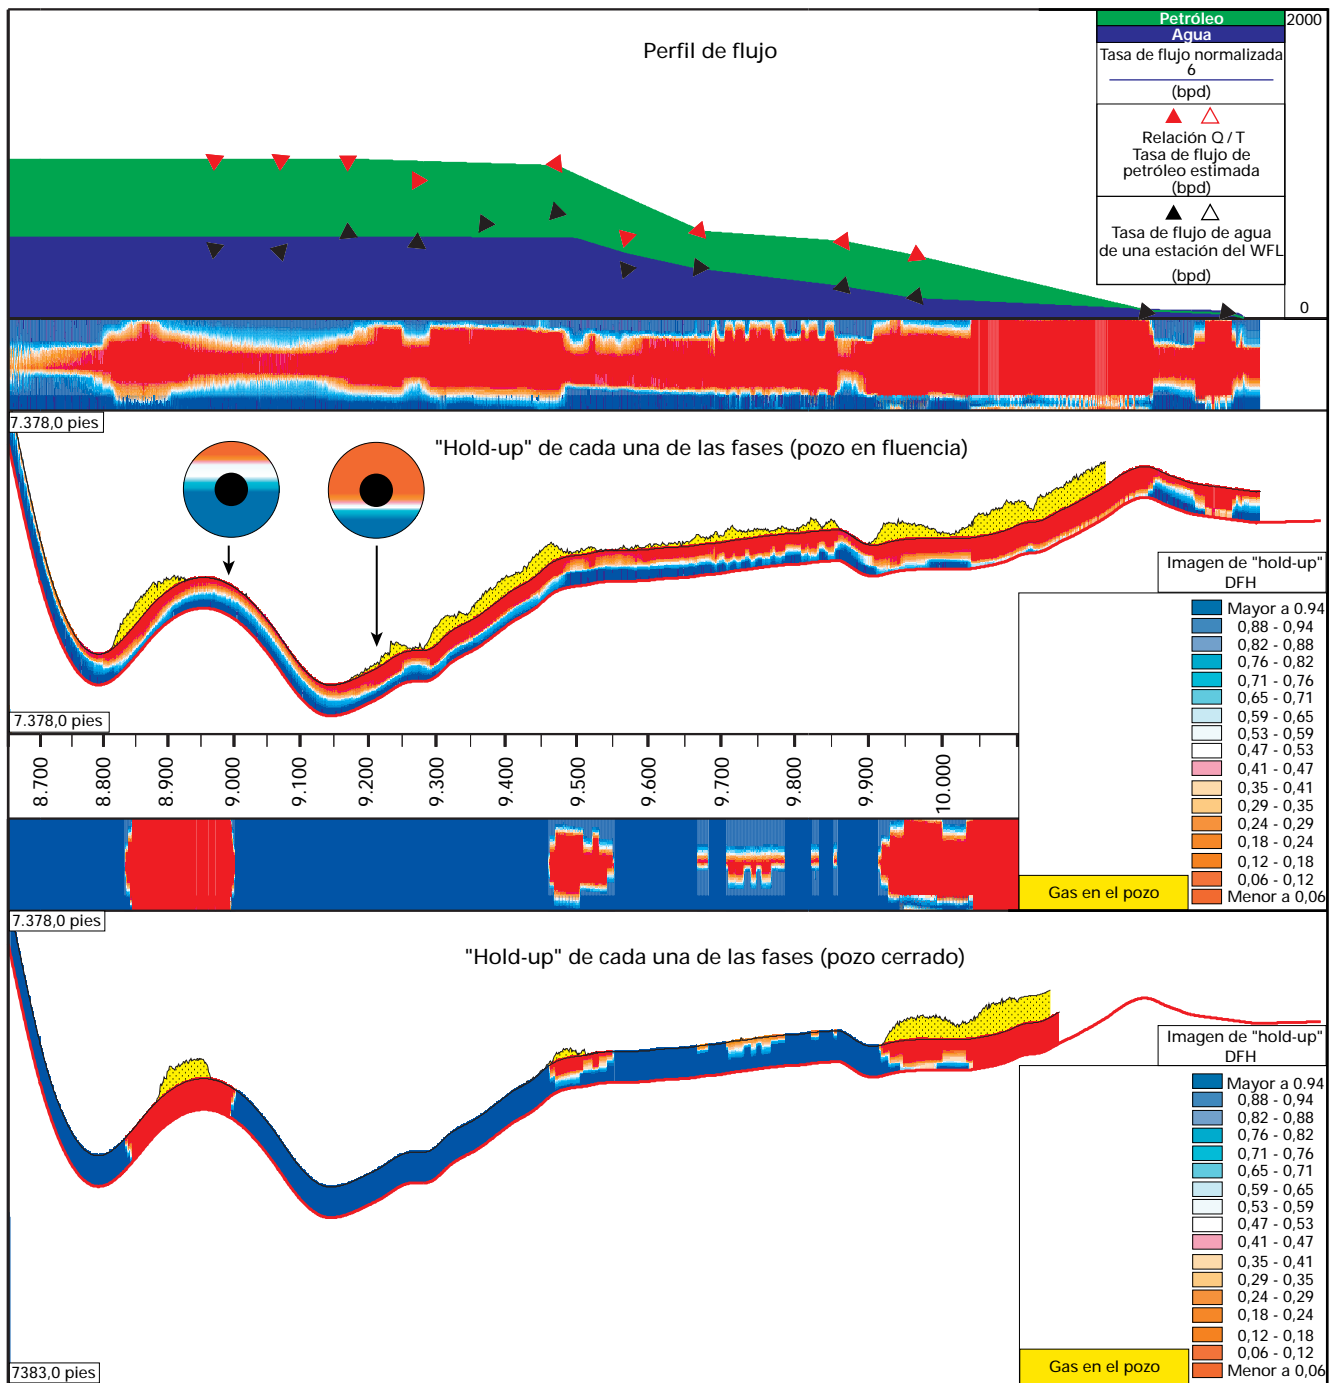 Petróleo
2000
Agua
Perfil de flujo
Tasa de flujo normalizada
6
(bpd)
Relación Q / T
Tasa de flujo de
petróleo estimada
(bpd)
Tasa de flujo de agua
de una estación del WFL
(bpd)
0
7.378,0 pies
"Hold-up" de cada una de las fases (pozo en fluencia)
Imagen de "hold-up"
DFH
Mayor a 0.94
0,88 - 0,94
0,82 - 0,88
0,76 - 0,82
0,71 - 0,76
0,65 - 0,71
0,59 - 0,65
0,53 - 0,59
0,47 - 0,53
0,41 - 0,47
0,35 - 0,41
0,29 - 0,35
0,24 - 0,29
0,18 - 0,24
0,12 - 0,18
0,06 - 0,12
Menor a 0,06
Gas en el pozo
7.378,0 pies
8.700
8.800
8.900
9.000
9.100
9.200
9.300
9.400
9.500
9.600
9.700
9.800
9.900
10.000
7.378,0 pies
"Hold-up" de cada una de las fases (pozo cerrado)
Imagen de "hold-up"
DFH
Mayor a 0.94
0,88 - 0,94
0,82 - 0,88
0,76 - 0,82
0,71 - 0,76
0,65 - 0,71
0,59 - 0,65
0,53 - 0,59
0,47 - 0,53
0,41 - 0,47
0,35 - 0,41
0,29 - 0,35
0,24 - 0,29
0,18 - 0,24
0,12 - 0,18
0,06 - 0,12
Menor a 0,06
Gas en el pozo
7383,0 pies